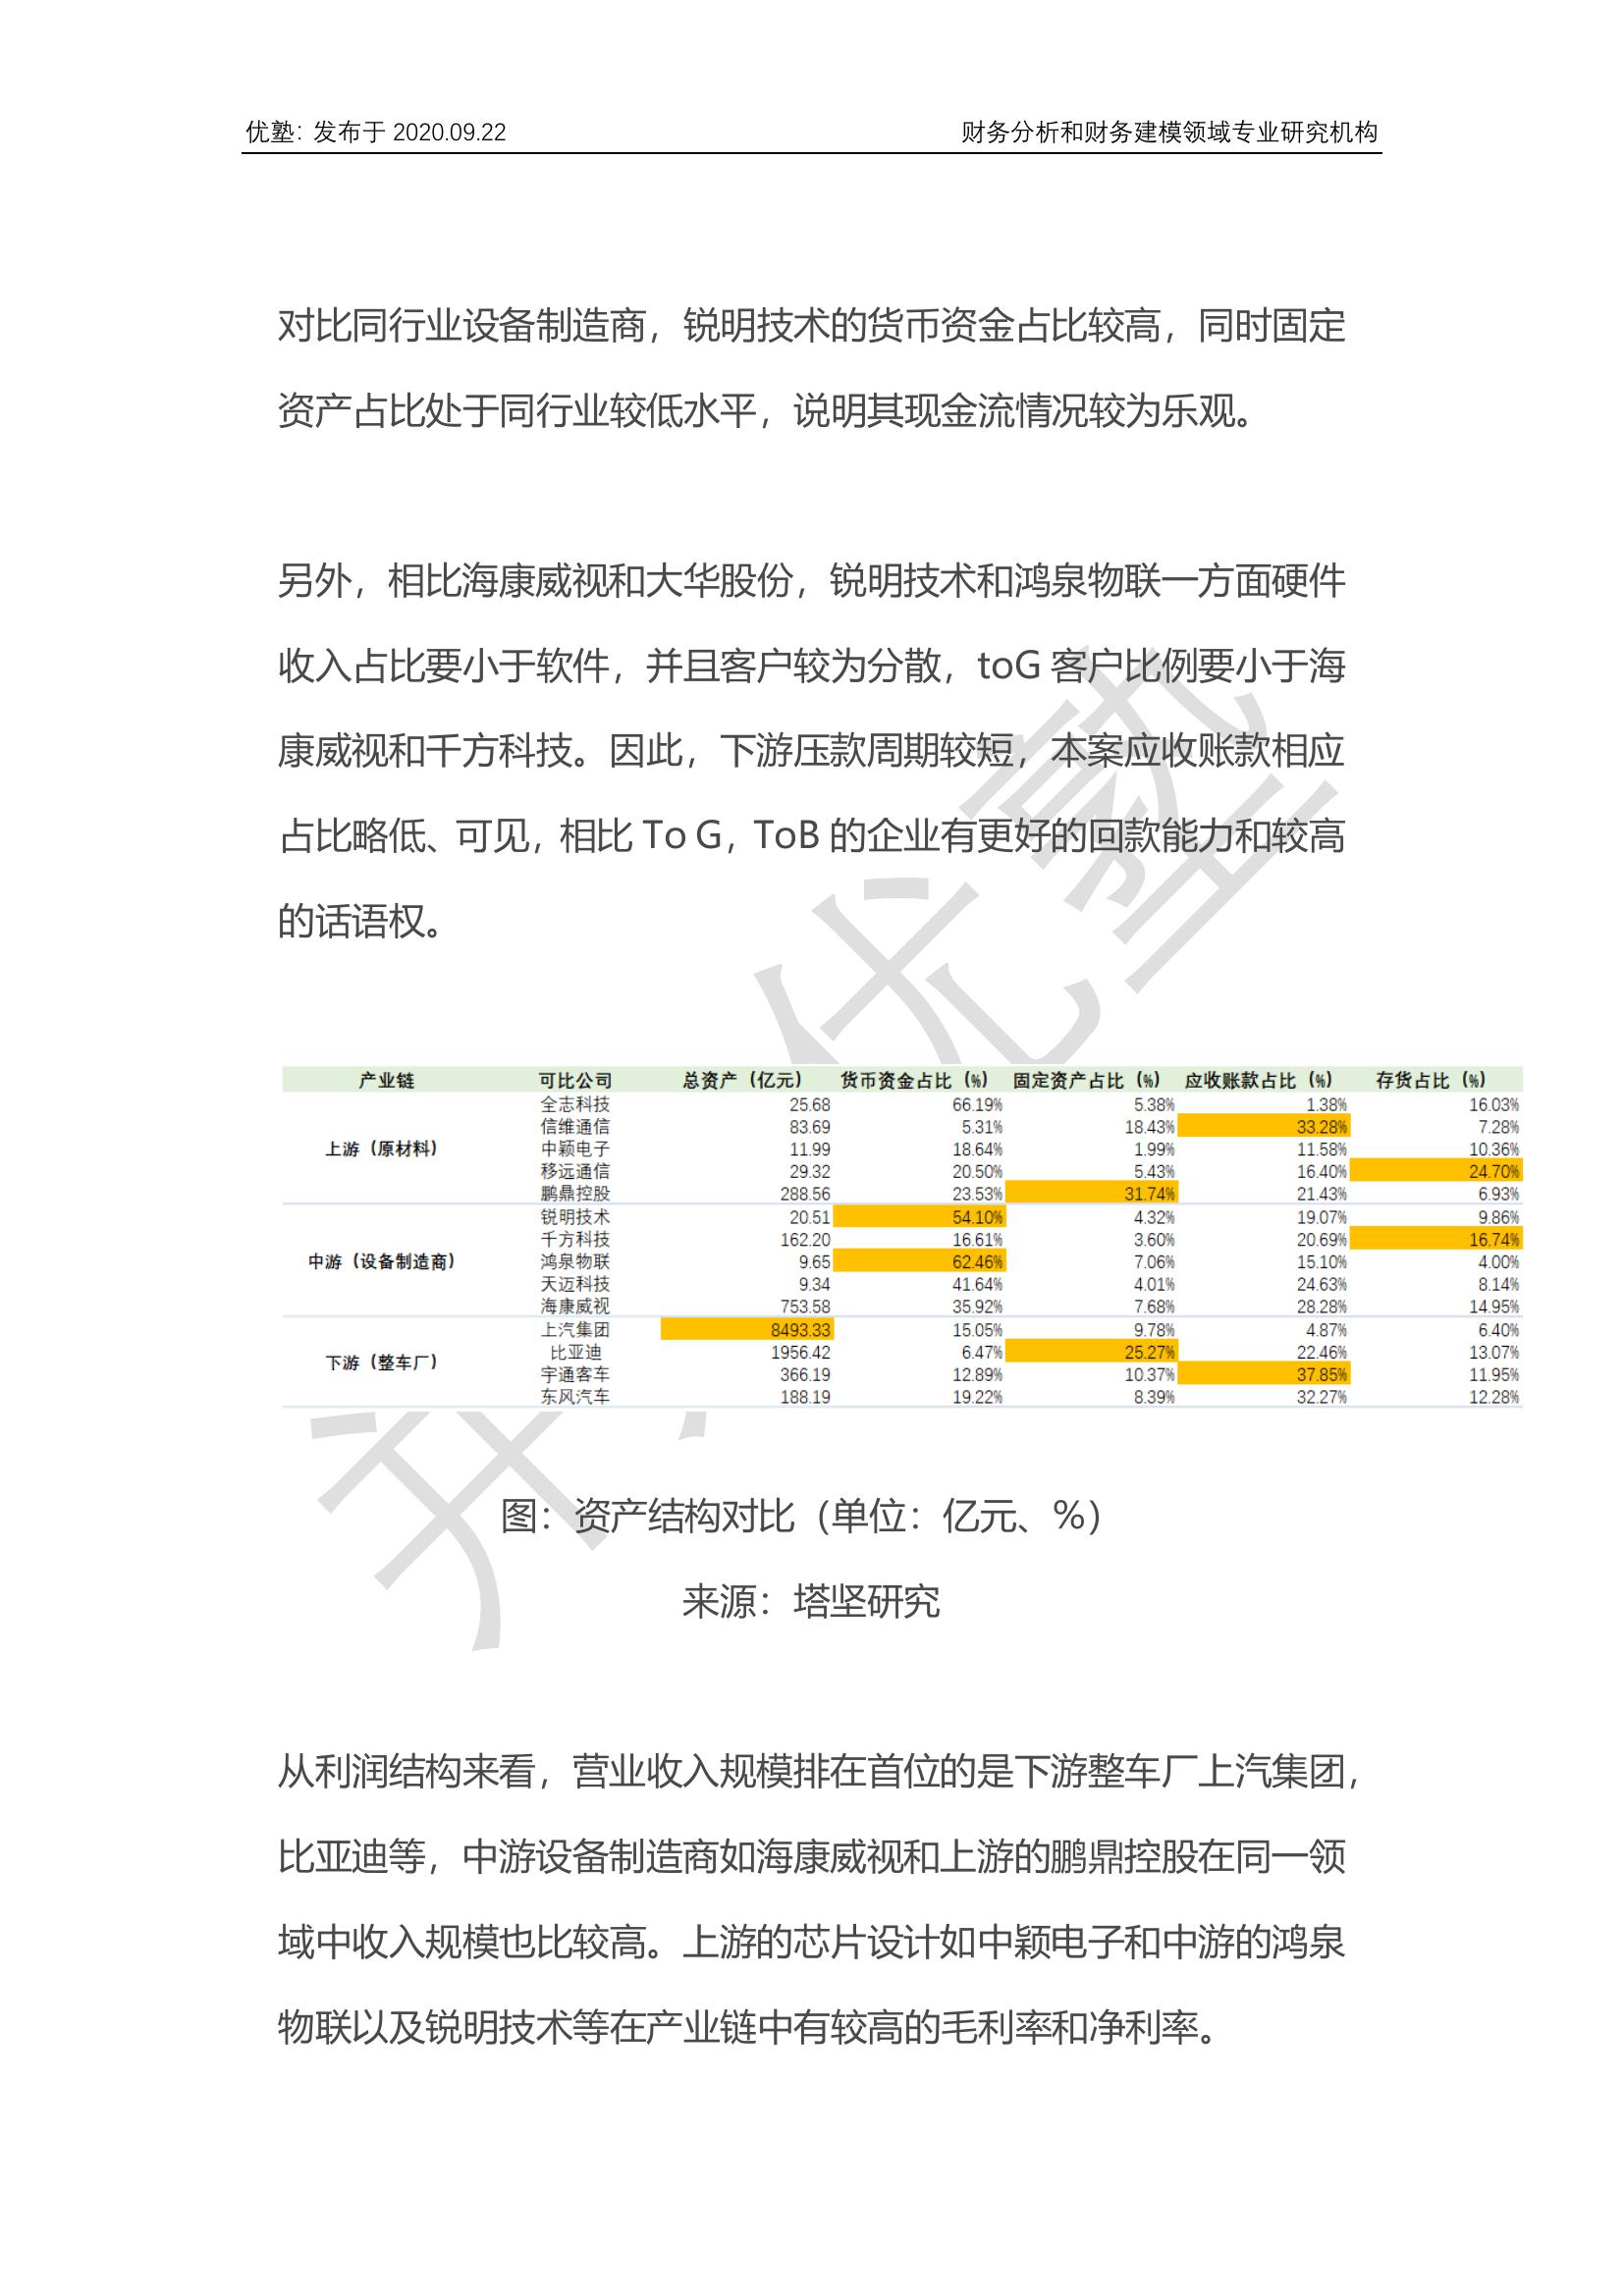 优塾：发布于 2020.09.22 财务分析和财务建模领域专业研究机构
对比同行业设备制造商，锐明技术的货币资金占比较高，同时固定
资产占比处于同行业较低水平，说明其现金流情况较为乐观。
另外，相比海康威视和大华股份，锐明技术和鸿泉物联一方面硬件
收入占比要小于软件，并且客户较为分散，toG 客户比例要小于海
康威视和千方科技。因此，下游压款周期较短，本案应收账款相应
占比略低、可见，相比 To G，ToB 的企业有更好的回款能力和较高
的话语权。
产业链 可比公司 总资产（亿元） 货币资金占比（%） 固定资产占比（%） 应收账款占比（%） 存货占比（%）
全志科技 25.68 66.19% 5.38% 1.38% 16.03%
信维通信 83.69 5.31% 18.43% 33.28% 7.28%
上游（原材料） 中颖电子 11.99 18.64% 1.99% 11.58% 10.36%
移远通信 29.32 20.50% 5.43% 16.40% 24.70%
鹏鼎控股 288.56 23.53% 31.74% 21.43% 6.93%
锐明技术 20.51 54.10% 4.32% 19.07% 9.86%
千方科技 162.20 16.61% 3.60% 20.69% 16.74%
中游（设备制造商） 鸿泉物联 9.65 62.46% 7.06% 15.10% 4.00%
天迈科技 9.34 41.64% 4.01% 24.63% 8.14%
海康威视 753.58 35.92% 7.68% 28.28% 14.95%
上汽集团 8493.33 15.05% 9.78% 4.87% 6.40%
比亚迪 1956.42 6.47% 25.27% 22.46% 13.07%
下游（整车厂） 宇通客车 366.19 12.89% 10.37% 37.85% 11.95%
东风汽车 188.19 19.22% 8.39% 32.27% 12.28%
图：资产结构对比（单位：亿元、%）
来源：塔坚研究
从利润结构来看，营业收入规模排在首位的是下游整车厂上汽集团，
比亚迪等，中游设备制造商如海康威视和上游的鹏鼎控股在同一领
域中收入规模也比较高。上游的芯片设计如中颖电子和中游的鸿泉
物联以及锐明技术等在产业链中有较高的毛利率和净利率。
优塾